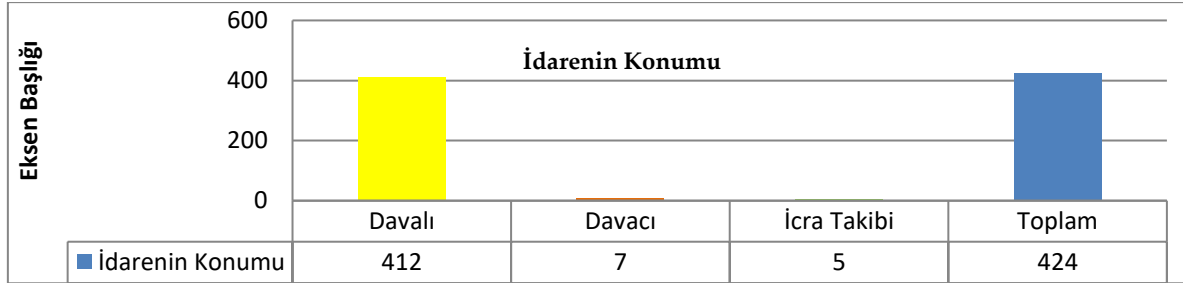 Eksen Başlığı
600
400
200
0
İdarenin Konumu
Davalı Davacı İcra Takibi Toplam
İdarenin Konumu 412 7 5 424